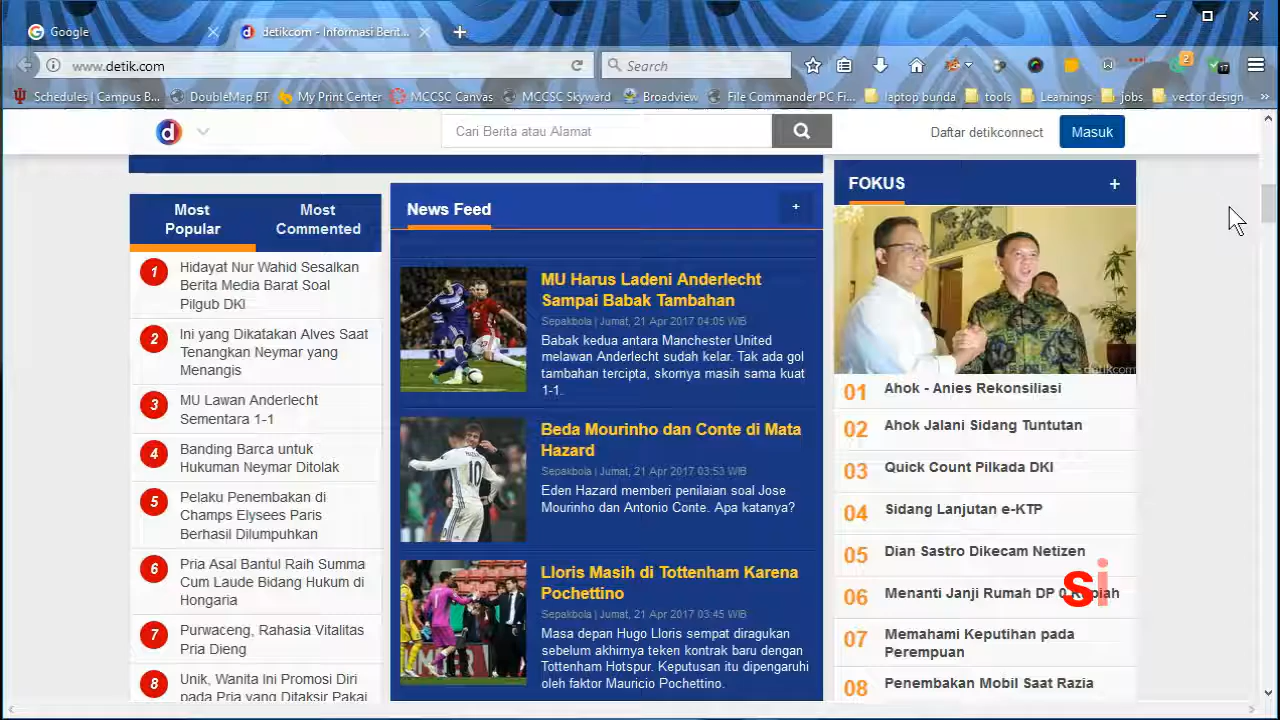 Google
detikcom - Informasi Berit...
www.detik.com
Search
2
17
Schedules | Campus B...
DoubleMap BT
My Print Center
MCCSC Canvas
MCCSC Skyward
Broadview
File Commander PC Fi...
laptop bunda
tools
Learnings
jobs
vector design
d
Cari Berita atau Alamat
Daftar detikconnect
Masuk
Most Popular
Most Commented
1
Hidayat Nur Wahid Sesalkan
Berita Media Barat Soal
Pilgub DKI
2
Ini yang Dikatakan Alves Saat
Tenangkan Neymar yang
Menangis
3
MU Lawan Anderlecht
Sementara 1-1
4
Banding Barca untuk
Hukuman Neymar Ditolak
5
Pelaku Penembakan di
Champs Elysees Paris
Berhasil Dilumpuhkan
6
Pria Asal Bantul Raih Summa
Cum Laude Bidang Hukum di
Hongaria
7
Purwaceng, Rahasia Vitalitas
Pria Dieng
8
Unik, Wanita Ini Promosi Diri
pada Pria yang Ditaksir Pakai
News Feed
+
MU Harus Ladeni Anderlecht
Sampai Babak Tambahan
Sepakbola | Jumat, 21 Apr 2017 04:05 WIB
Babak kedua antara Manchester United
melawan Anderlecht sudah kelar. Tak ada gol
tambahan tercipta, skornya masih sama kuat
1-1.
Beda Mourinho dan Conte di Mata
Hazard
Sepakbola | Jumat, 21 Apr 2017 03:53 WIB
Eden Hazard memberi penilaian soal Jose
Mourinho dan Antonio Conte. Apa katanya?
Lloris Masih di Tottenham Karena
Pochettino
Sepakbola | Jumat, 21 Apr 2017 03:45 WIB
Masa depan Hugo Lloris sempat diragukan
sebelum akhirnya teken kontrak baru dengan
Tottenham Hotspur. Keputusan itu dipengaruhi
oleh faktor Mauricio Pochettino.
FOKUS
+
detikcom
01 Ahok - Anies Rekonsiliasi
02 Ahok Jalani Sidang Tuntutan
03 Quick Count Pilkada DKI
04 Sidang Lanjutan e-KTP
05 Dian Sastro Dikecam Netizen
06 Menanti Janji Rumah DP 0 Rupiah
07 Memahami Keputihan pada
Perempuan
08 Penembakan Mobil Saat Razia
si